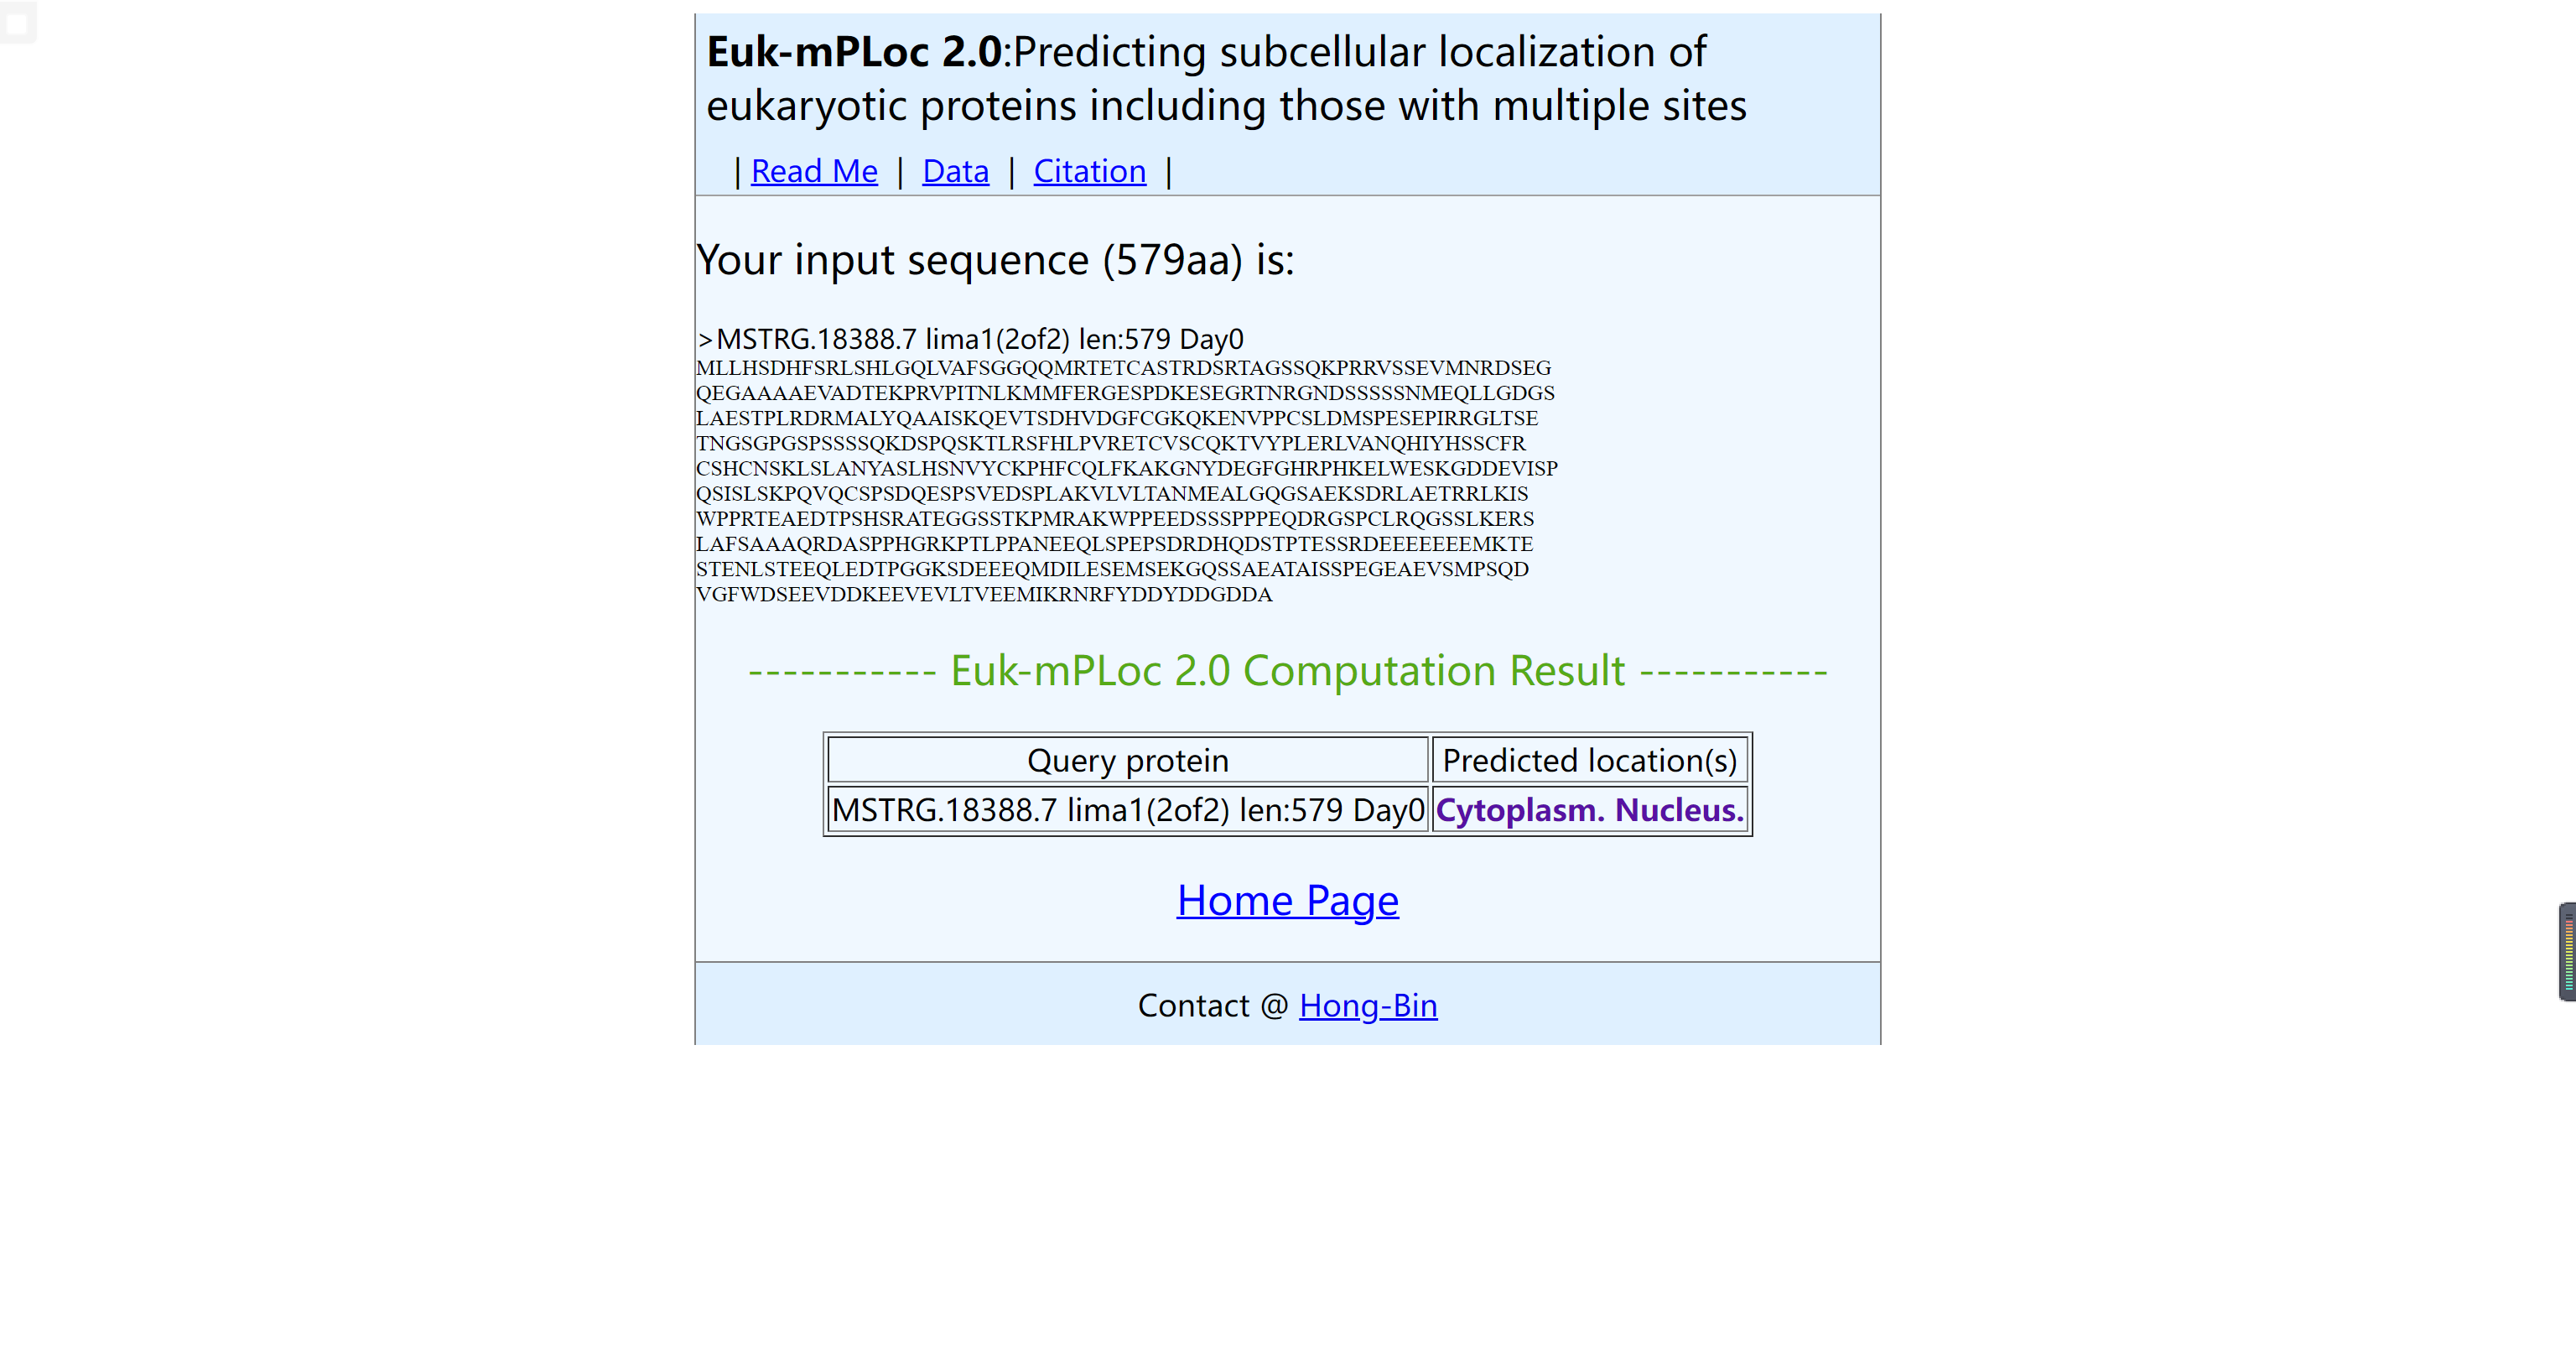 Euk-mPLoc 2.0:Predicting subcellular localization of
eukaryotic proteins including those with multiple sites
| Read Me | Data | Citation |
Your input sequence (579aa) is:
>MSTRG.18388.7 lima1(2of2) len:579 Day0
MLLHSDHFSRLSHLGQLVAFSGGQQMRTETCASTRDSRTAGSSQKPRRVSSEVMNRDSEG
QEGAAAAEVADTEKPRVPITNLKMMFERGESPDKESEGRTNRGNDSSSSSNMEQLLGDGS
LAESTPLRDRMALYQAAISKQEVTSDHVDGFCGKQKENVPPCSLDMSPESEPIRRGLTSE
TNGSGPGSPSSSSQKDSPQSKTLRSFHLPVRETCVSCQKTVYPLERLVANQHIYHSSCFR
CSHCNSKLSLANYASLHSNVYCKPHFCQLFKAKGNYDEGFGHRPHKELWESKGDDEVISP
QSISLSKPQVQCSPSDQESPSVEDSPLAKVLVLTANMEALGQGSAEKSDRLAETRRLKIS
WPPRTEAEDTPSHSRATEGGSSTKPMRAKWPPEEDSSSPPPEQDRGSPCLRQGSSLKERS
LAFSAAAQRDASPPHGRKPTLPPANEEQLSPEPSDRDHQDSTPTESSRDEEEEEEEMKTE
STENLSTEEQLEDTPGGKSDEEEQMDILESEMSEKGQSSAEATAISSPEGEAEVSMPSQD
VGFWDSEEVDDKEEVEVLTVEEMIKRNRFYDDYDDGDDA
----------- Euk-mPLoc 2.0 Computation Result -----------
Query protein Predicted location(s)
MSTRG.18388.7 lima1(2of2) len:579 Day0 Cytoplasm. Nucleus.
Home Page
Contact @ Hong-Bin